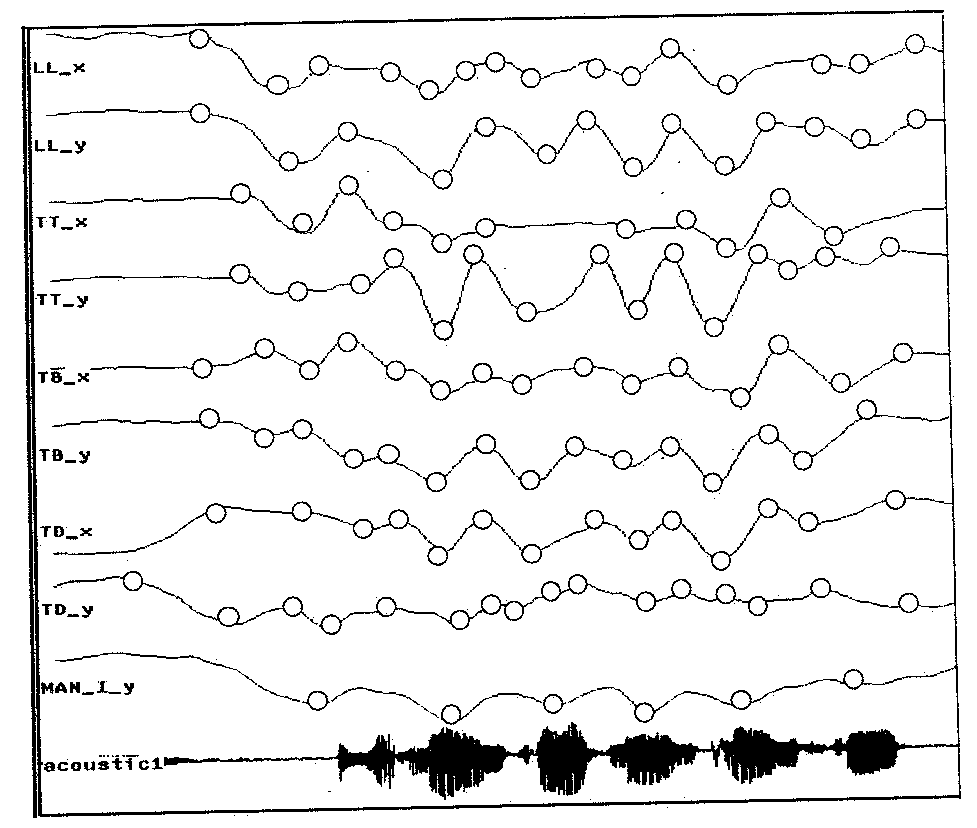 LL_x
LL_y
TT_x
TT_y
TB_x
TB_y
TD_x
TD_y
MAN_I_y
acoustic1